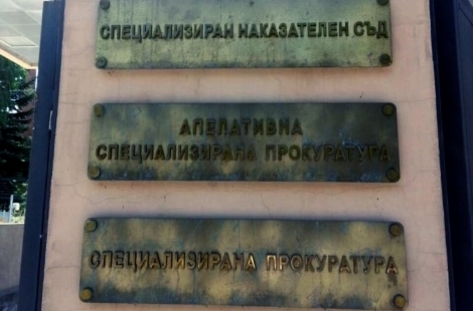 СПЕЦИАЛИЗИРАН НАКАЗАТЕЛЕН СЪД
АПЕЛАТИВНА
СПЕЦИАЛИЗИРАНА ПРОКУРАТУРА
СПЕЦИАЛИЗИРАНА ПРОКУРАТУРА